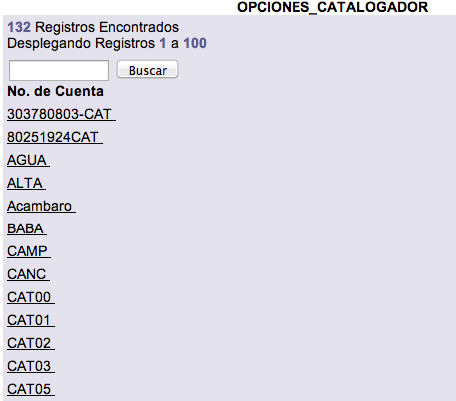 OPCIONES_CATALOGADOR
132 Registros Encontrados
Desplegando Registros 1 a 100
Buscar
No. de Cuenta
303780803-CAT
80251924CAT
AGUA
ALTA
Acambaro
BABA
CAMP
CANC
CAT00
CAT01
CAT02
CAT03
CAT05